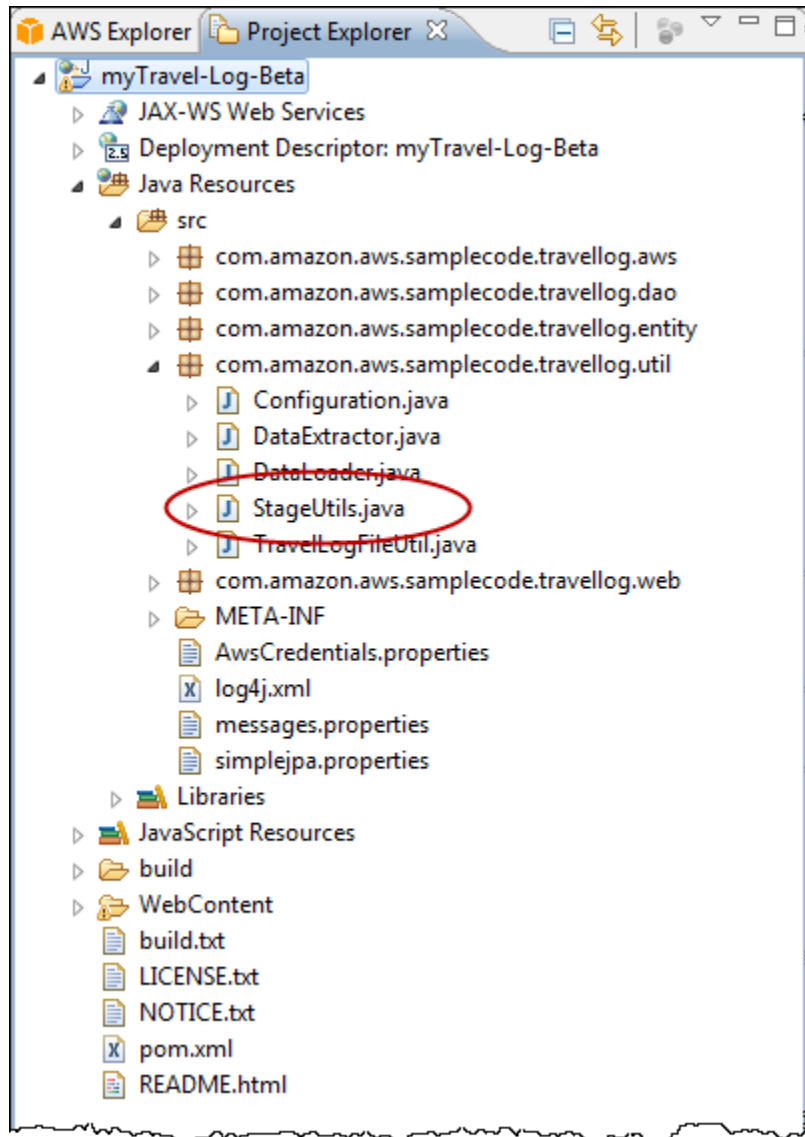 AWS Explorer Project Explorer
myTravel-Log-Beta
JAX-WS Web Services
2.5 Deployment Descriptor: myTravel-Log-Beta
Java Resources
src
com.amazon.aws.samplecode.travellog.aws
com.amazon.aws.samplecode.travellog.dao
com.amazon.aws.samplecode.travellog.entity
com.amazon.aws.samplecode.travellog.util
J Configuration.java
J DataExtractor.java
J DataLoader.java
J StageUtils.java
J TravelLogFileUtil.java
com.amazon.aws.samplecode.travellog.web
META-INF
AwsCredentials.properties
X log4j.xml
messages.properties
simplejpa.properties
Libraries
JavaScript Resources
build
WebContent
build.txt
LICENSE.txt
NOTICE.txt
X pom.xml
README.html